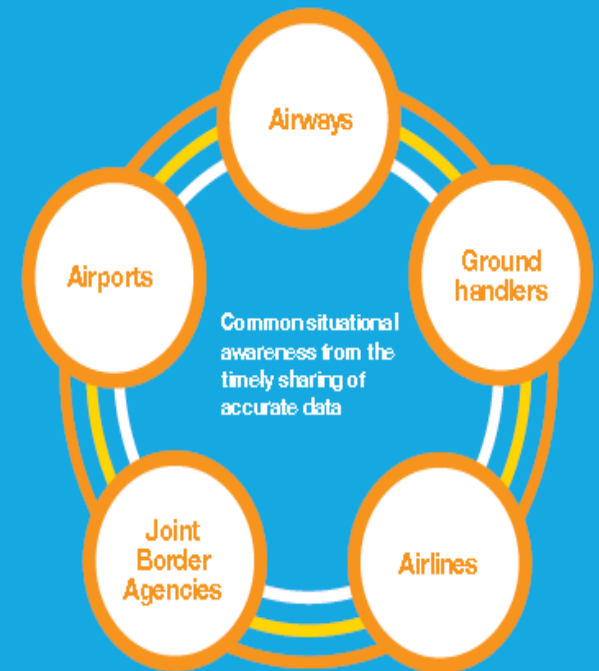 Airways
Airports
Ground
handlers
Common situational
awareness from the
timely sharing of
accurate data
Joint
Border
Agencies
Airlines